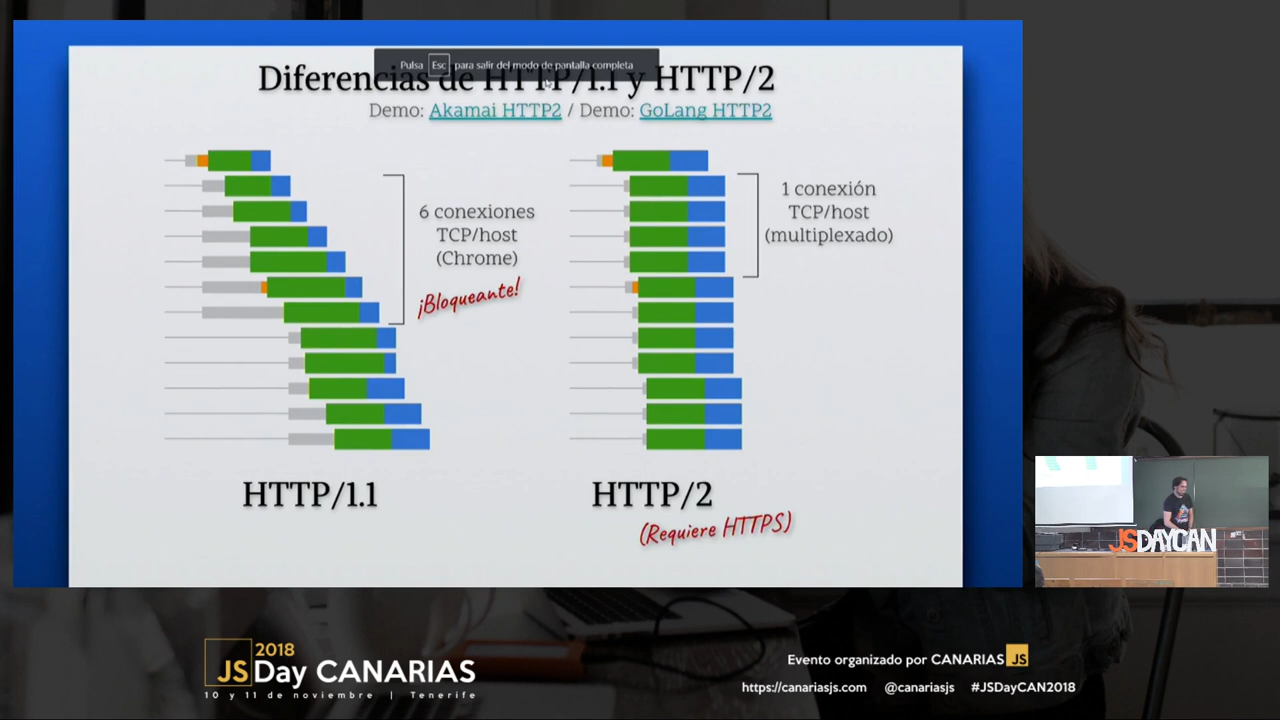 Pulsa Esc para salir del modo de pantalla completa
Diferencias de HTTP/1.1 y HTTP/2
Demo: Akamai HTTP2 / Demo: GoLang HTTP2
6 conexiones
TCP/host
(Chrome)
¡Bloqueante!
1 conexión
TCP/host
(multiplexado)
HTTP/1.1
HTTP/2
(Requiere HTTPS)
JSDAYCAN
2018
JSDay CANARIAS
10 y 11 de noviembre | Tenerife
Evento organizado por CANARIAS JS
https://canariasjs.com @canariasjs #JSDayCAN2018